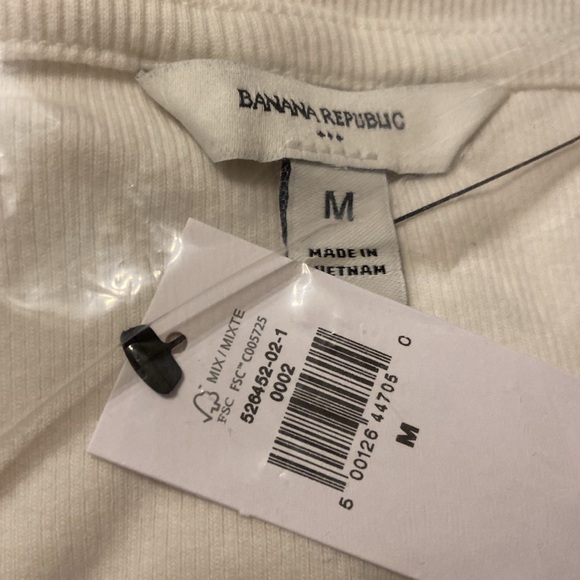 BANANA REPUBLIC
M
MADE IN
VIETNAM
MIX / MIXTE
FSC FSC™ C005725
526452-02-1
0002
5 00126 44705 0
M